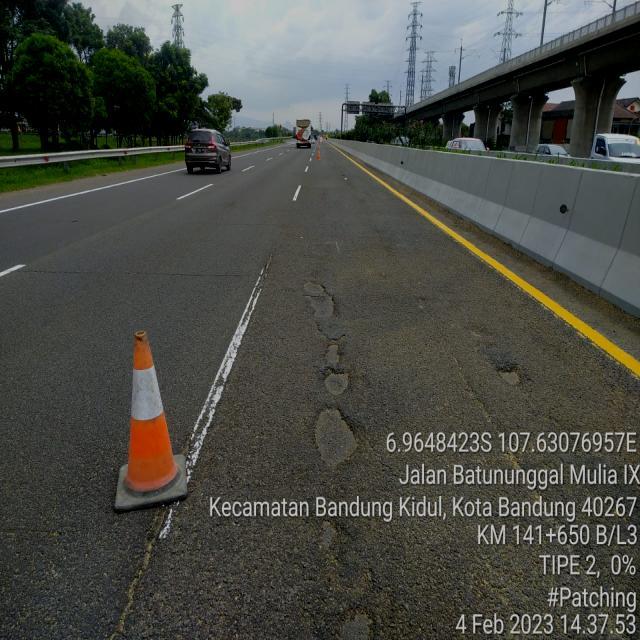 6.9648423S 107.63076957E
Jalan Batununggal Mulia IX
Kecamatan Bandung Kidul, Kota Bandung 40267
KM 141+650 B/L3
TIPE 2, 0%
#Patching
4 Feb 2023 14.37.53